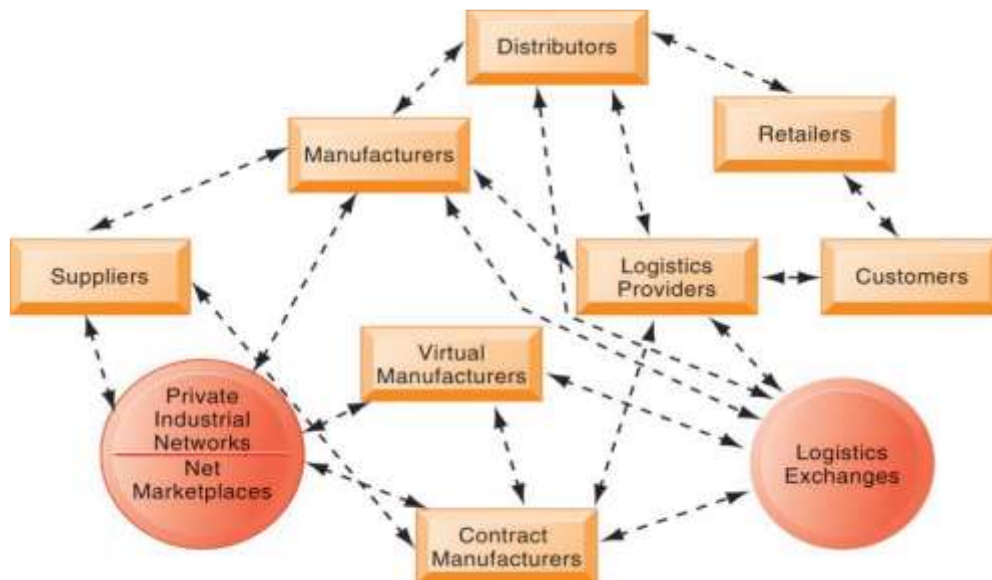 Distributors
Retailers
Manufacturers
Suppliers
Logistics
Providers
Customers
Virtual
Manufacturers
Private
Industrial
Networks
Net
Marketplaces
Logistics
Exchanges
Contract
Manufacturers